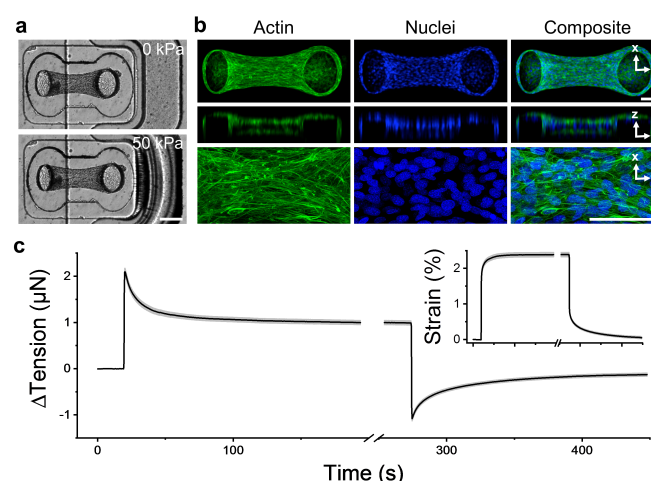 a
0 kPa
50 kPa
b
Actin
Nuclei
Composite
x
z
x
c
ΔTension (μN)
2
1
0
-1
0
100
300
400
Time (s)
Strain (%)
2
1
0